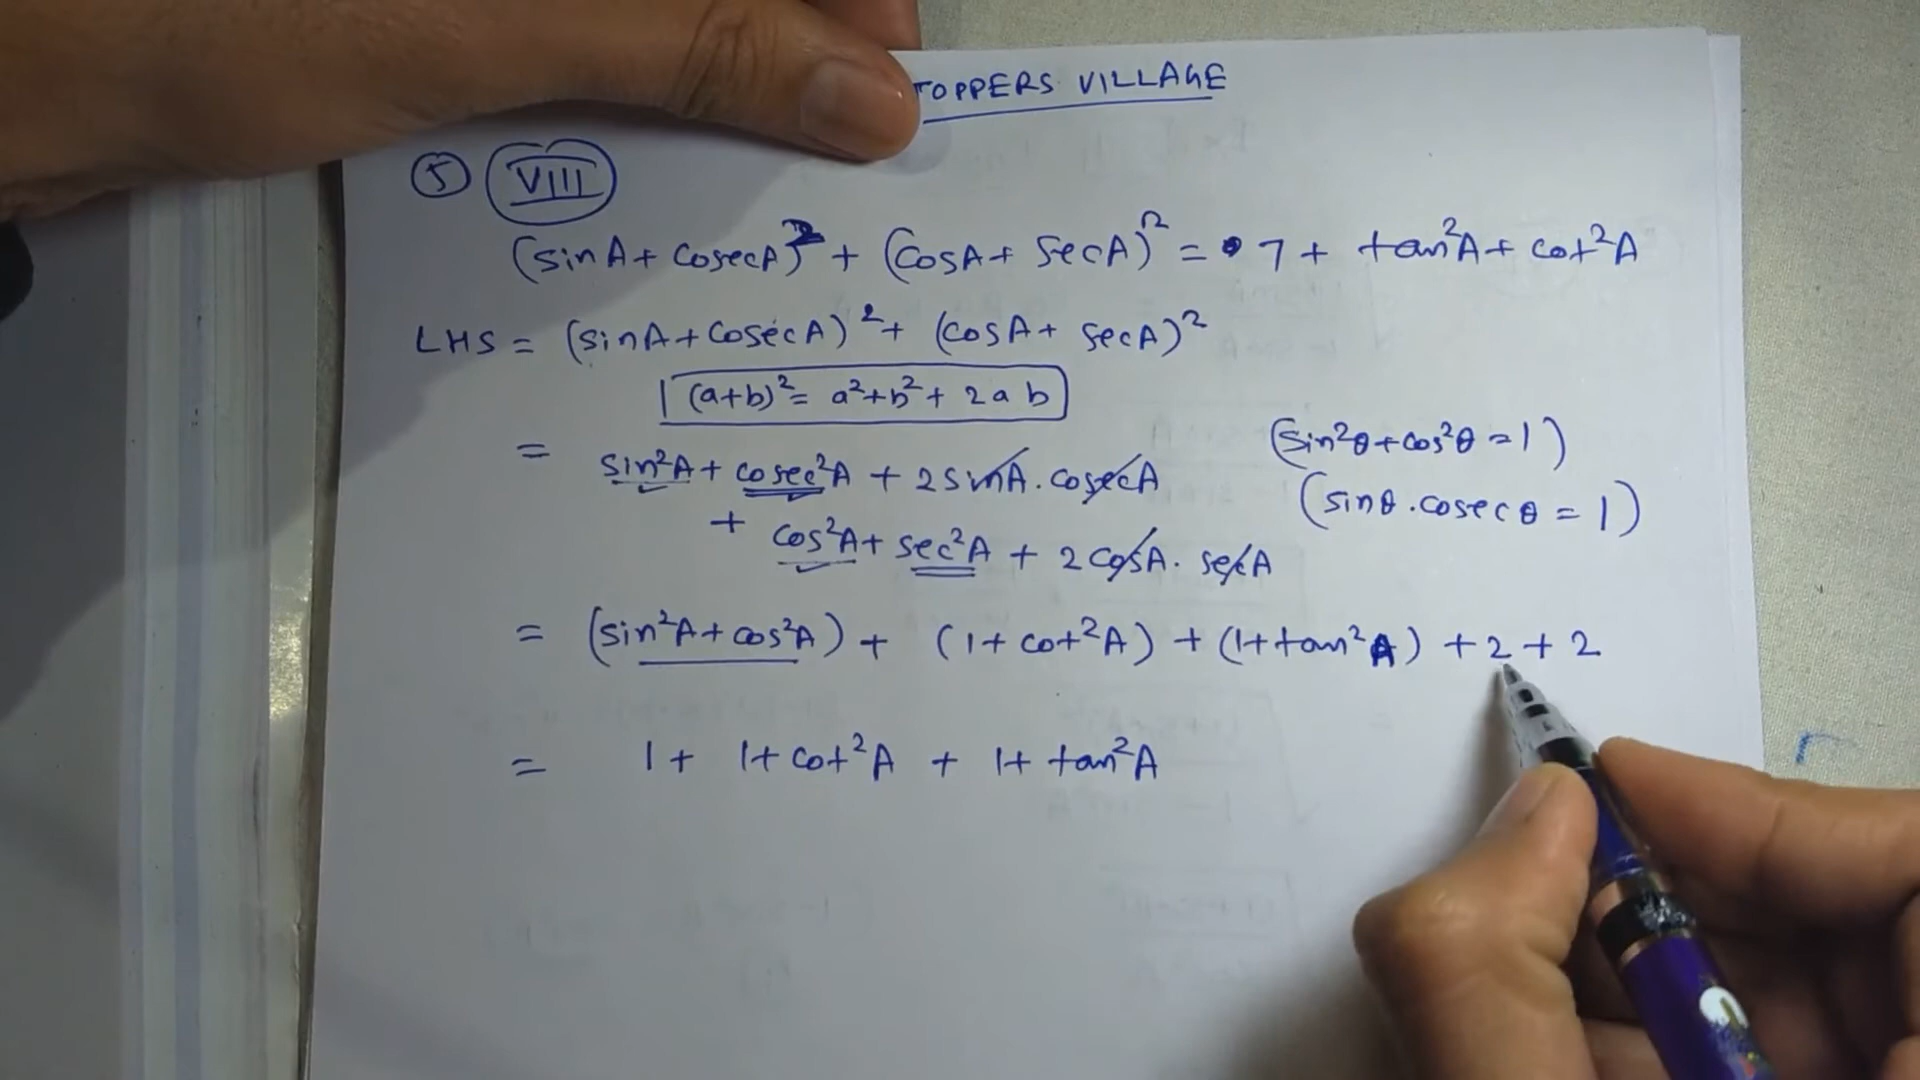 TOPPERS VILLAGE
5 VIII
(sinA + cosecA)² + (cosA + secA)² = 7 + tan²A + cot²A
LHS = (sinA + cosecA)² + (cosA + secA)²
(a+b)² = a²+b²+ 2ab
= sin²A + cosec²A + 2sinA.cosecA
(sin²θ+cos²θ = 1)
+ cos²A + sec²A + 2cosA. secA
(sinθ.cosecθ = 1)
= (sin²A + cos²A) + (1+ cot²A) + (1+tan²A) + 2 + 2
= 1 + 1+ cot²A + 1+ tan²A